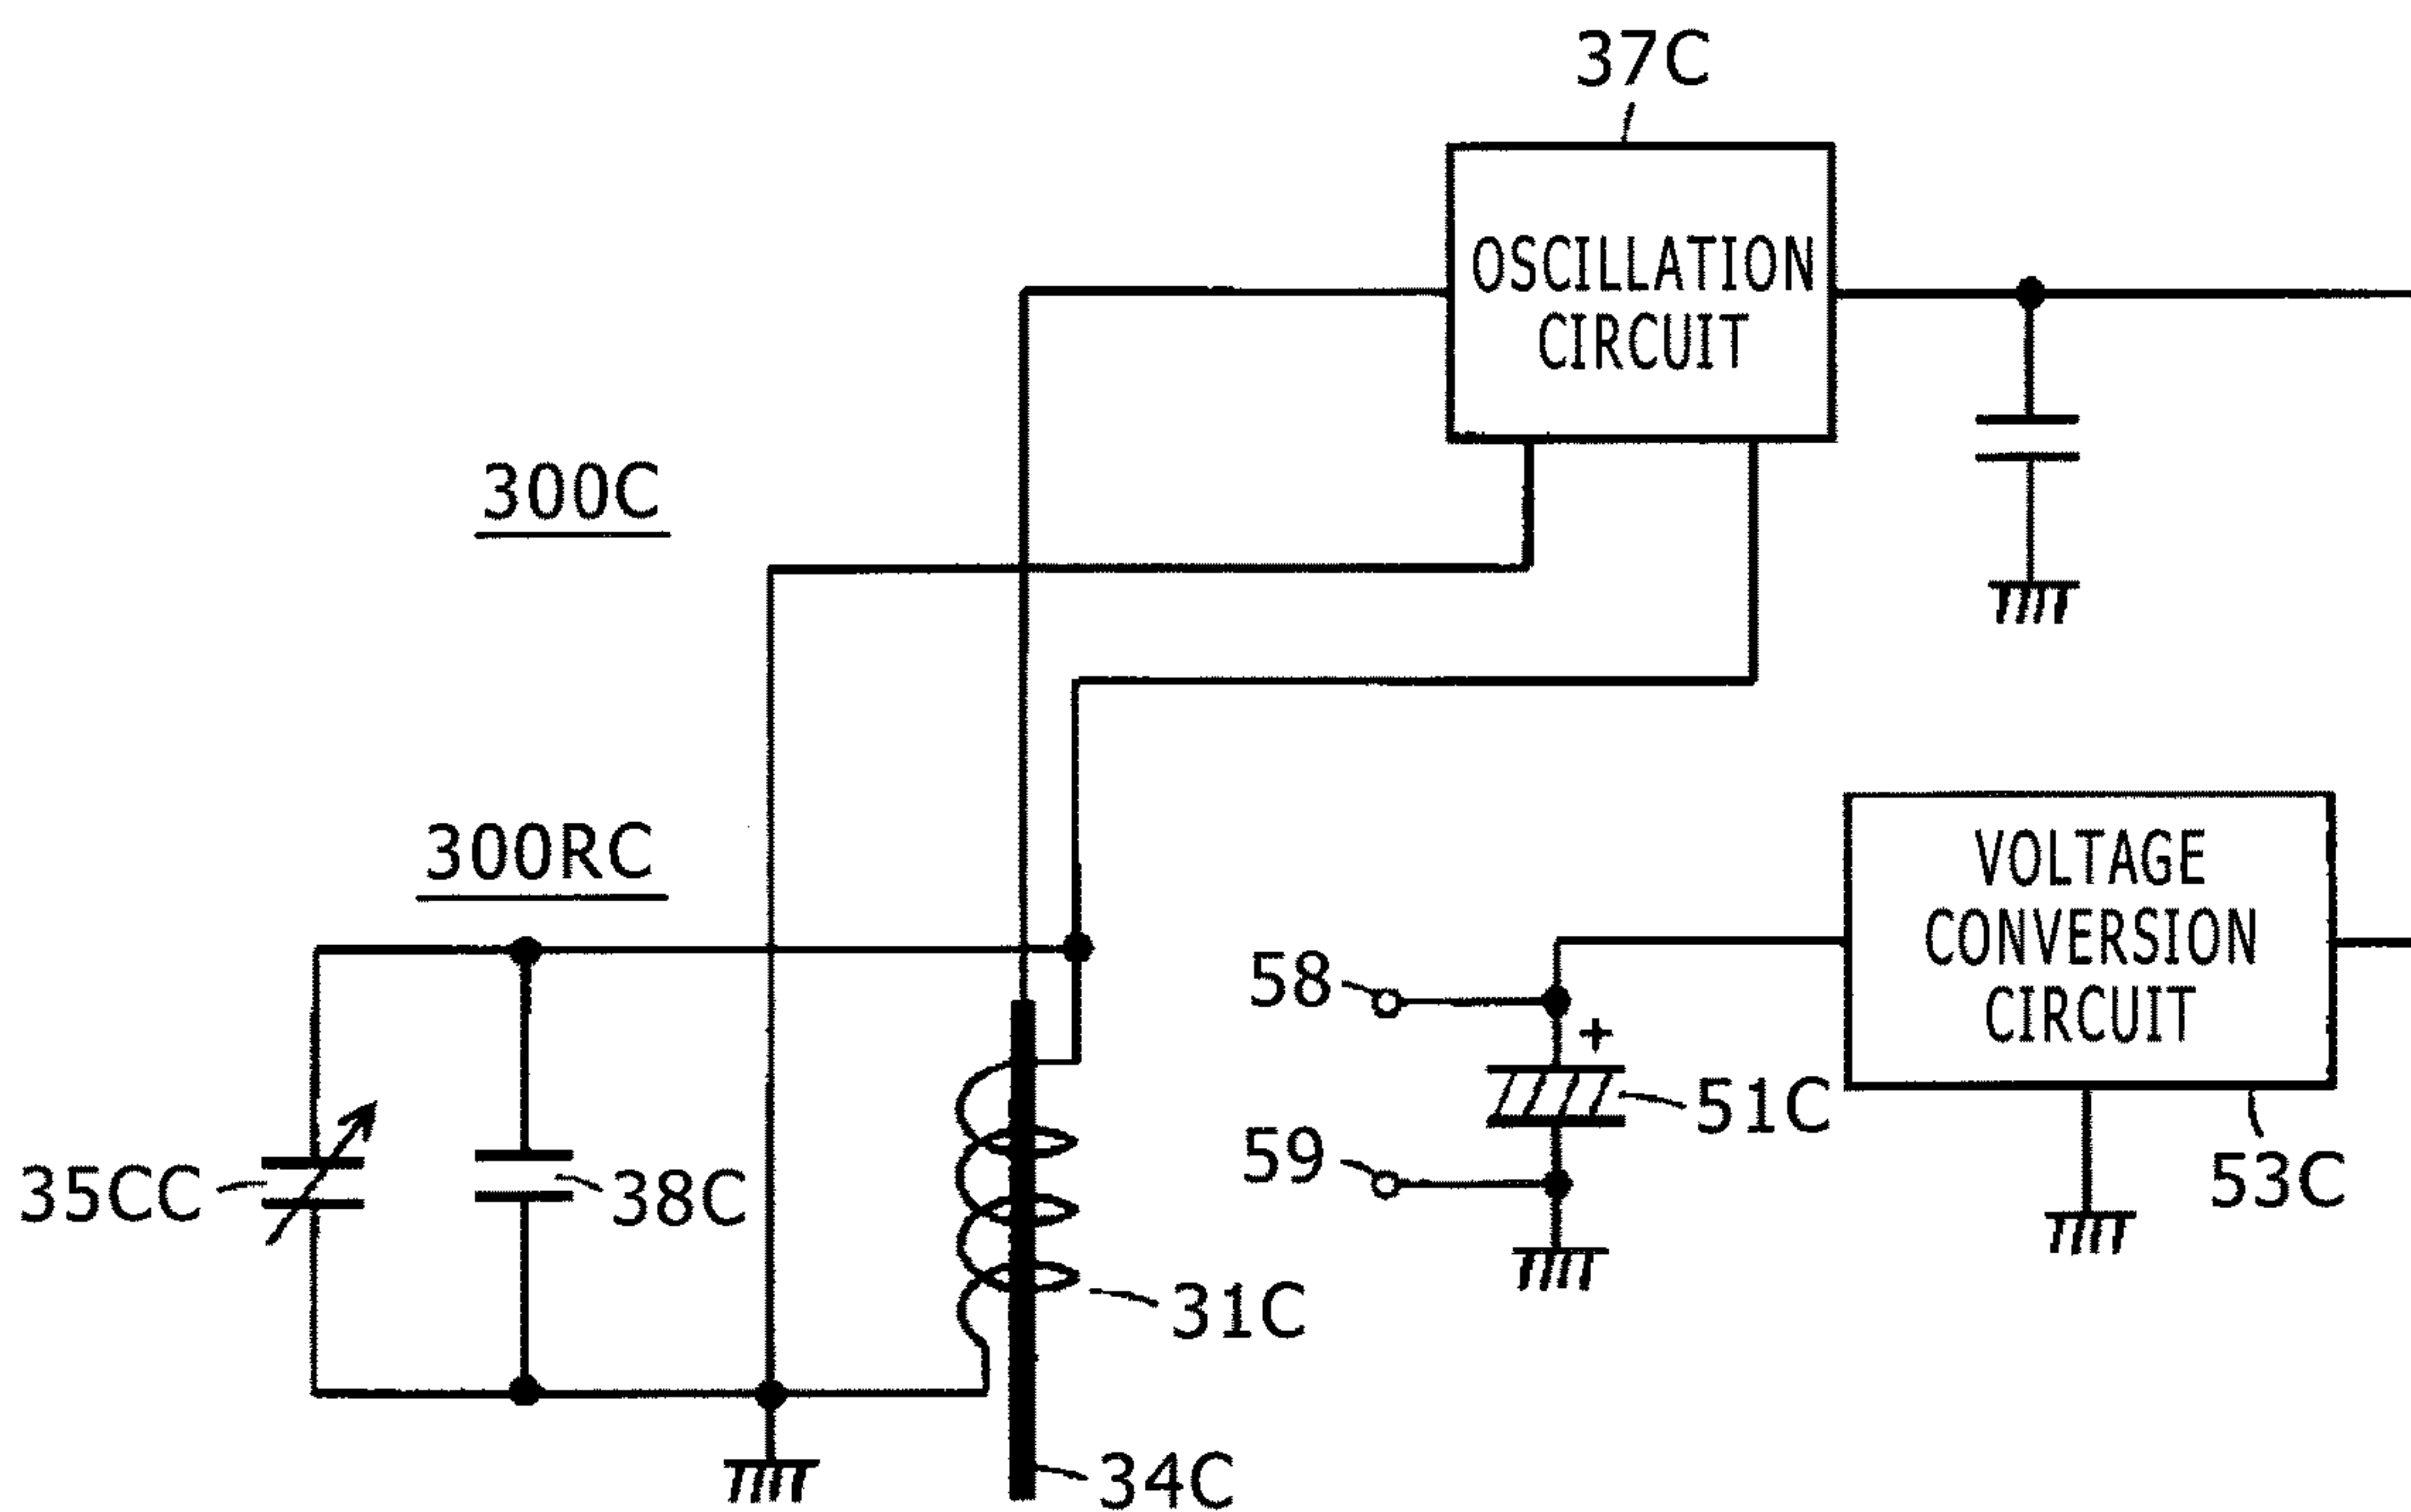 37C
OSCILLATION
CIRCUIT
300C
300RC
VOLTAGE
CONVERSION
CIRCUIT
58
+
51C
59
35CC
38C
53C
31C
34C